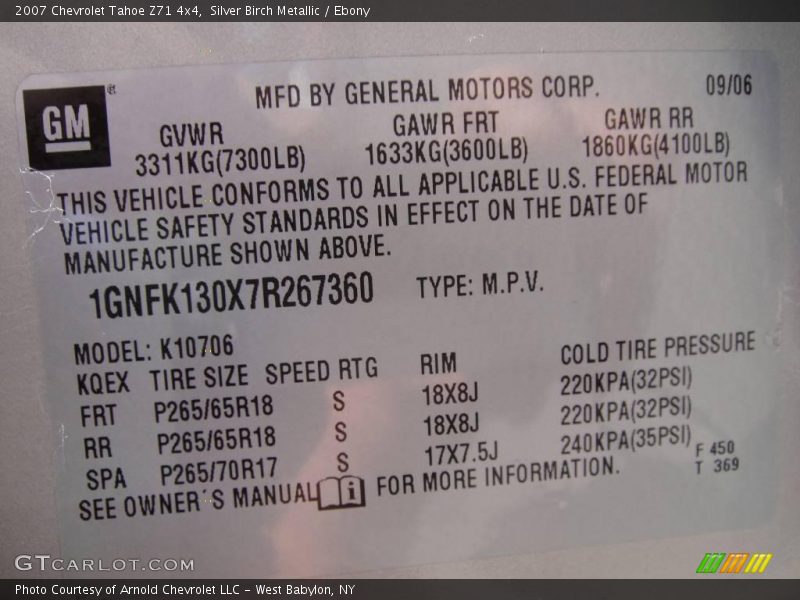 2007 Chevrolet Tahoe Z71 4x4, Silver Birch Metallic / Ebony
GM®
MFD BY GENERAL MOTORS CORP. 09/06
GVWR GAWR FRT GAWR RR
3311KG(7300LB) 1633KG(3600LB) 1860KG(4100LB)
THIS VEHICLE CONFORMS TO ALL APPLICABLE U.S. FEDERAL MOTOR
VEHICLE SAFETY STANDARDS IN EFFECT ON THE DATE OF
MANUFACTURE SHOWN ABOVE.
1GNFK130X7R267360 TYPE: M.P.V.
MODEL: K10706
KQEX TIRE SIZE SPEED RTG RIM COLD TIRE PRESSURE
FRT P265/65R18 S 18X8J 220KPA(32PSI)
RR P265/65R18 S 18X8J 220KPA(32PSI)
SPA P265/70R17 S 17X7.5J 240KPA(35PSI) F 450
T 369
SEE OWNER'S MANUAL FOR MORE INFORMATION.
GTCARLOT.COM
Photo Courtesy of Arnold Chevrolet LLC - West Babylon, NY